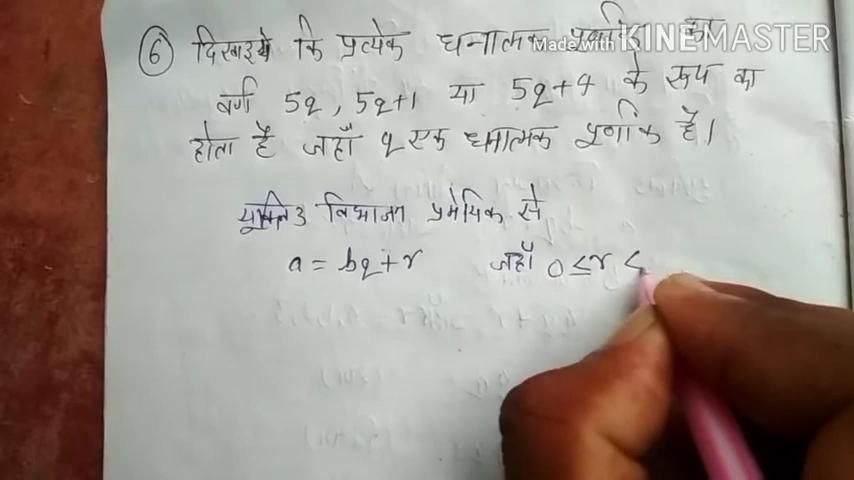 ⑥ दिखाइये कि प्रत्येक धनात्मक पूर्णांक का
Made with KINEMASTER
वर्ग 5q, 5q+1 या 5q+4 के रूप का
होता है जहाँ q एक धनात्मक पूर्णांक है।
यूक्लिड विभाजन प्रमेयिका से
a = bq+r जहाँ 0 ≤ r <